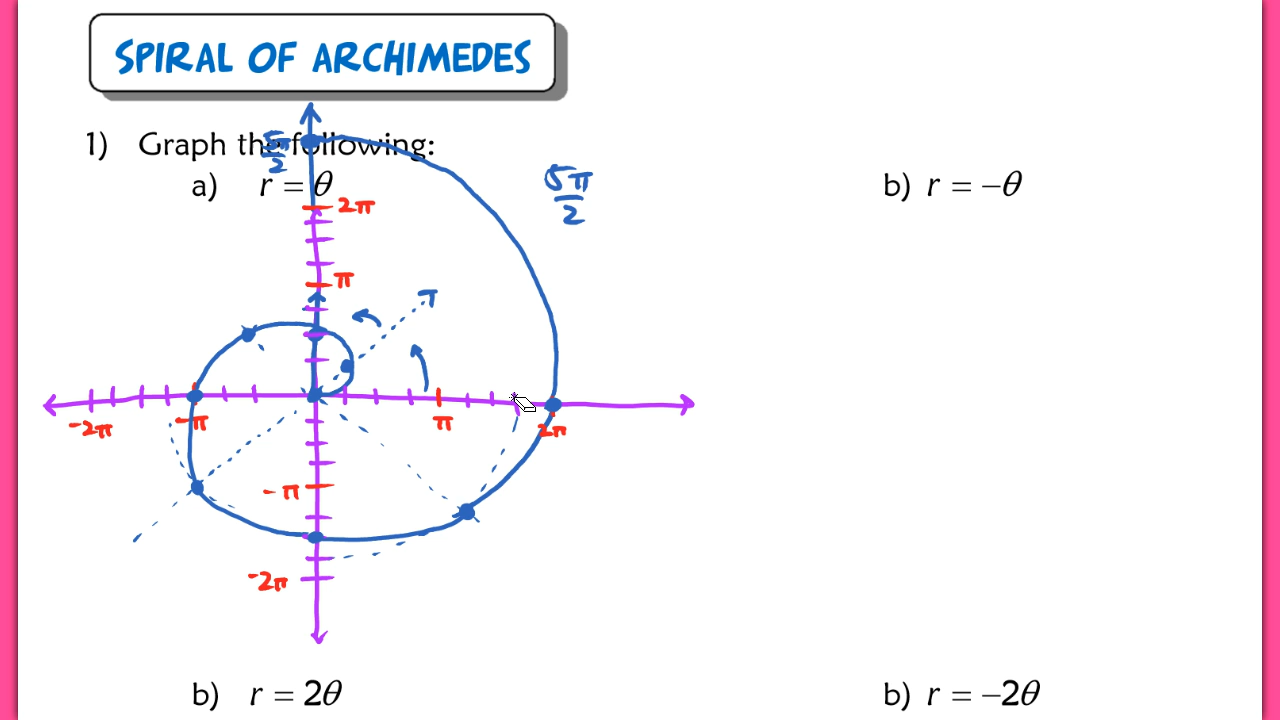 SPIRAL OF ARCHIMEDES
1) Graph the following:
a) r = θ
b) r = −θ
5π/2
5π/2
2π
π
π
-2π
-π
π
2π
-π
-2π
b) r = 2θ
b) r = −2θ